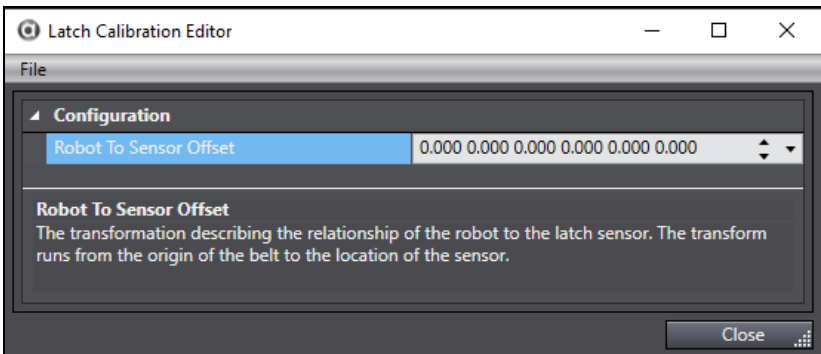 Latch Calibration Editor
File
Configuration
Robot To Sensor Offset 0.000 0.000 0.000 0.000 0.000 0.000
Robot To Sensor Offset
The transformation describing the relationship of the robot to the latch sensor. The transform
runs from the origin of the belt to the location of the sensor.
Close